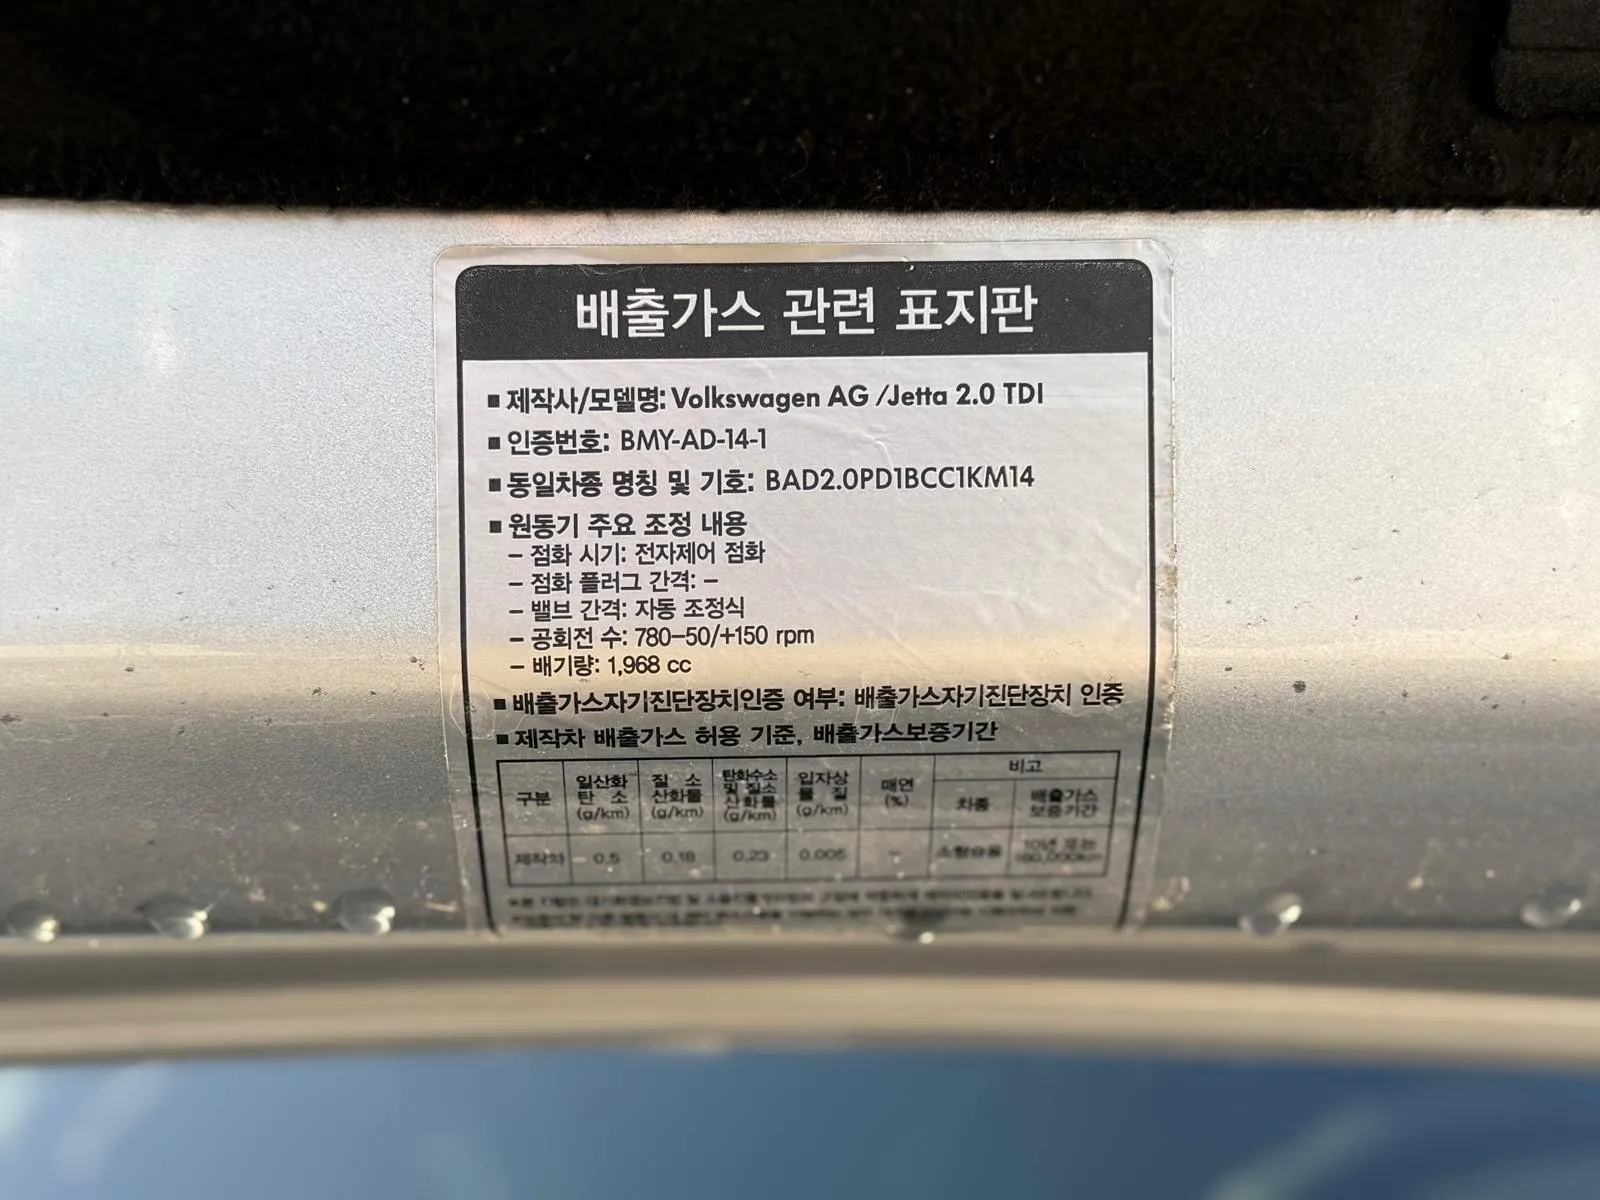 배출가스 관련 표지판
■ 제작사/모델명: Volkswagen AG /Jetta 2.0 TDI
■ 인증번호: BMY-AD-14-1
■ 동일차종 명칭 및 기호: BAD2.0PD1BCC1KM14
■ 원동기 주요 조정 내용
– 점화 시기: 전자제어 점화
– 점화 플러그 간격: –
– 밸브 간격: 자동 조정식
– 공회전 수: 780–50/+150 rpm
– 배기량: 1,968 cc
■ 배출가스자기진단장치인증 여부: 배출가스자기진단장치 인증
■ 제작차 배출가스 허용 기준, 배출가스보증기간
구분 일산화 탄 소 (g/km) 질 소 산화물 (g/km) 탄화수소 및 질소 산화물 (g/km) 입자상 물 질 (g/km) 매연 (%) 비고
차종 배출가스 보증기간
제작차 0.5 0.18 0.23 0.005 – 소형승용 10년 또는 160,000km